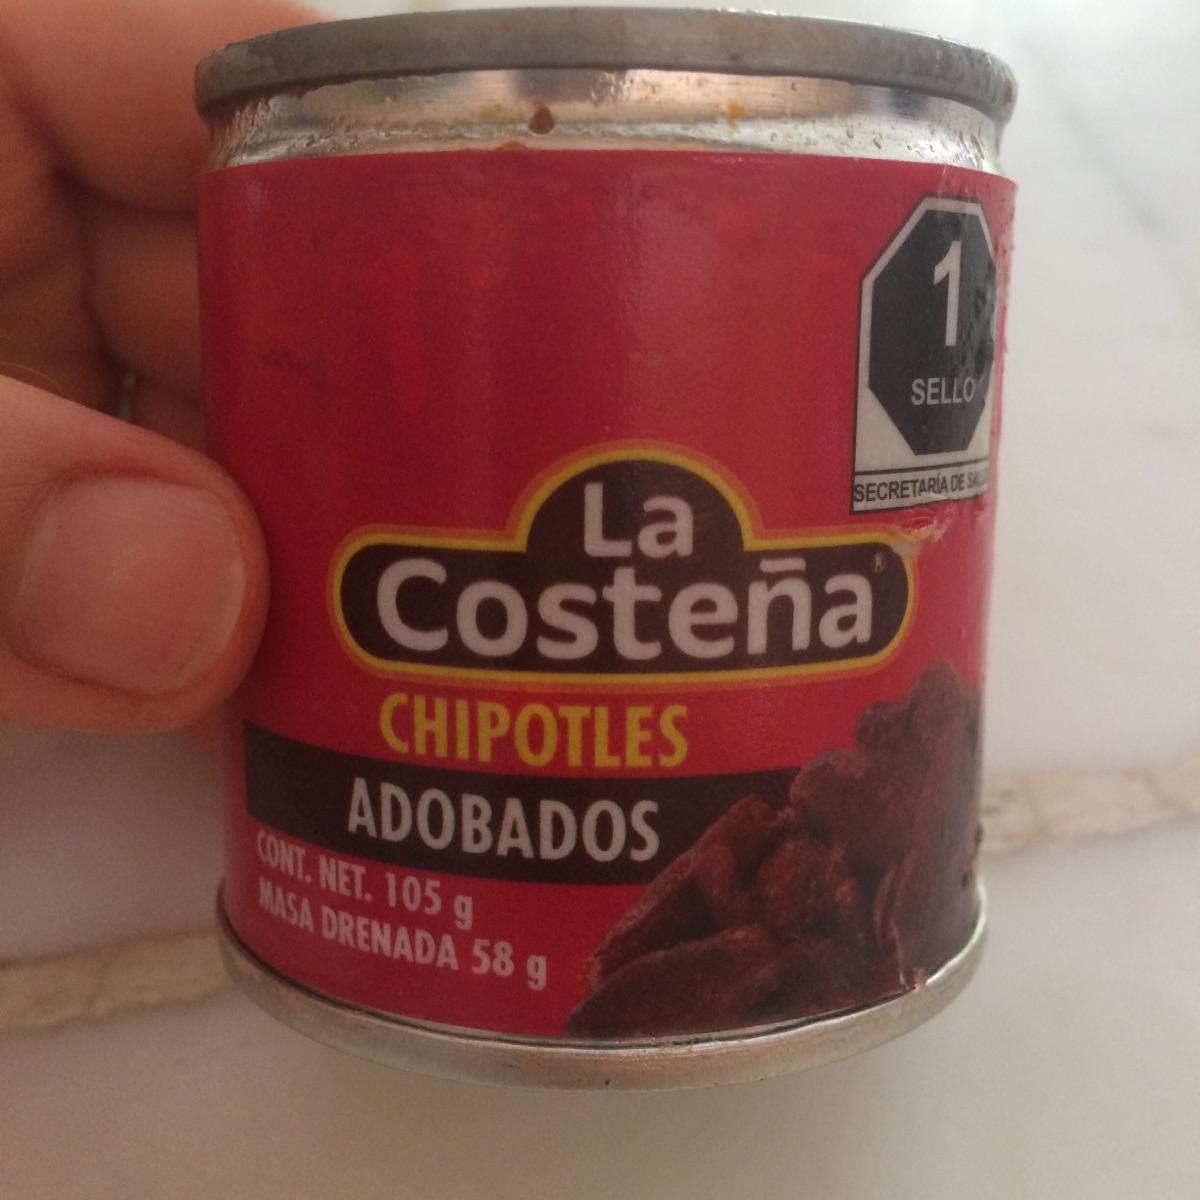 1
SELLO
SECRETARÍA DE SALUD
La
Costeña®
CHIPOTLES
ADOBADOS
CONT. NET. 105 g
MASA DRENADA 58 g